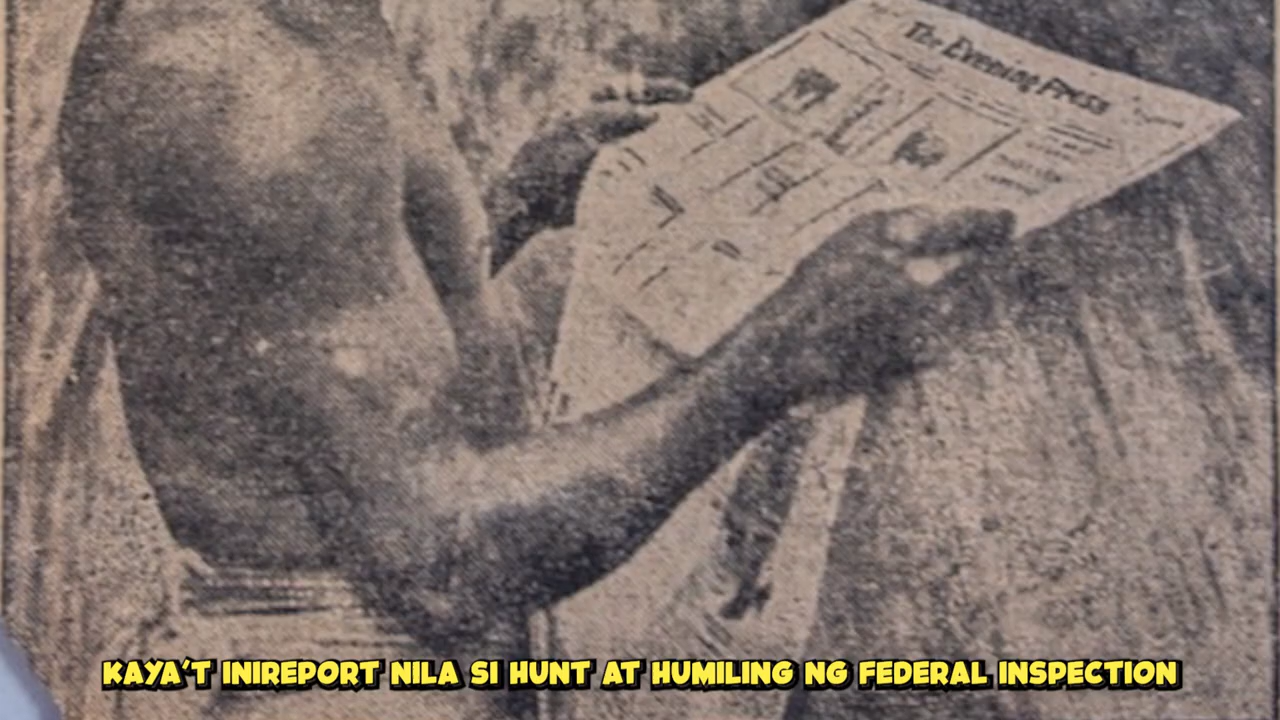 The Evening Press
KAYA'T INIREPORT NILA SI HUNT AT HUMILING NG FEDERAL INSPECTION